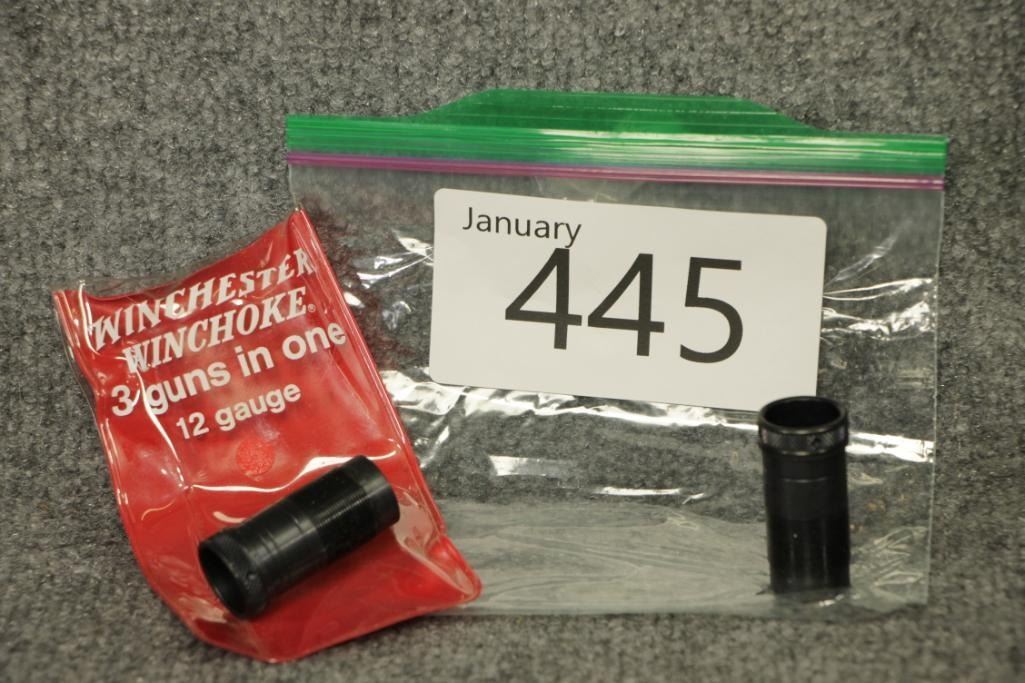 WINCHESTER
WINCHOKE®
3 guns in one
12 gauge
January
445